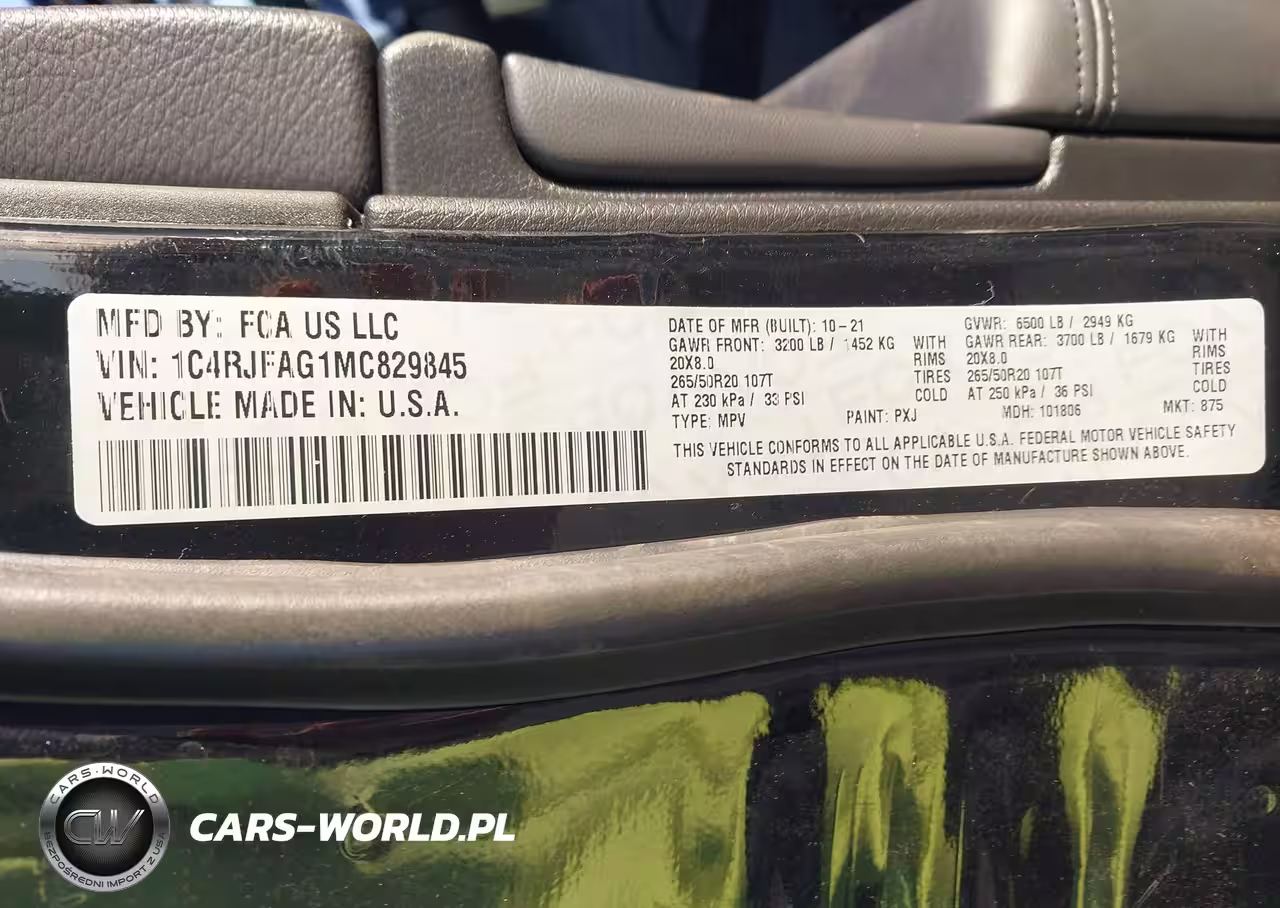 MFD BY: FCA US LLC
VIN: 1C4RJFAG1MC829845
VEHICLE MADE IN: U.S.A.
DATE OF MFR (BUILT): 10-21
GVWR: 6500 LB / 2949 KG
GAWR FRONT: 3200 LB / 1452 KG WITH
20X8.0 RIMS
265/50R20 107T TIRES
AT 230 kPa / 33 PSI COLD
GAWR REAR: 3700 LB / 1679 KG WITH
20X8.0 RIMS
265/50R20 107T TIRES
AT 250 kPa / 36 PSI COLD
TYPE: MPV PAINT: PXJ MDH: 101806 MKT: 875
THIS VEHICLE CONFORMS TO ALL APPLICABLE U.S.A. FEDERAL MOTOR VEHICLE SAFETY
STANDARDS IN EFFECT ON THE DATE OF MANUFACTURE SHOWN ABOVE.
CARS-WORLD
CW
BEZPOŚREDNI IMPORT Z USA
CARS-WORLD.PL